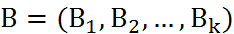 B = (B₁, B₂, …, Bₖ)